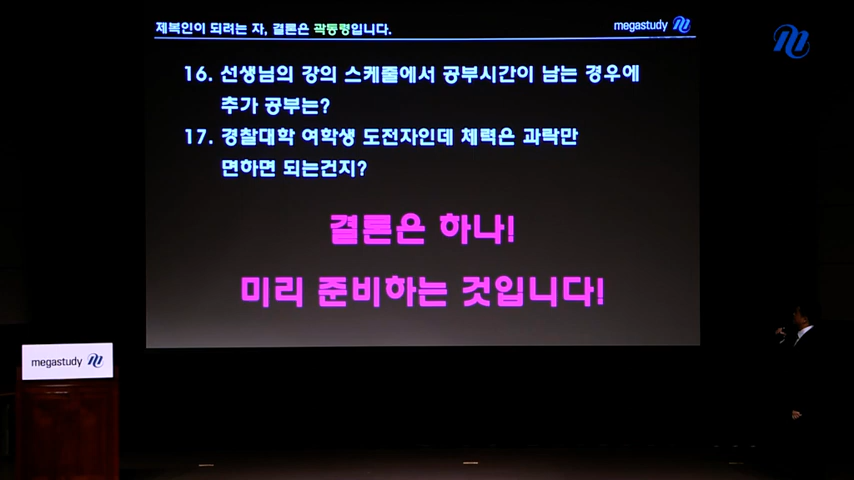 제복인이 되려는 자, 결론은 곽동령입니다.
megastudy
16. 선생님의 강의 스케줄에서 공부시간이 남는 경우에
추가 공부는?
17. 경찰대학 여학생 도전자인데 체력은 과락만
면하면 되는건지?
결론은 하나!
미리 준비하는 것입니다!
megastudy